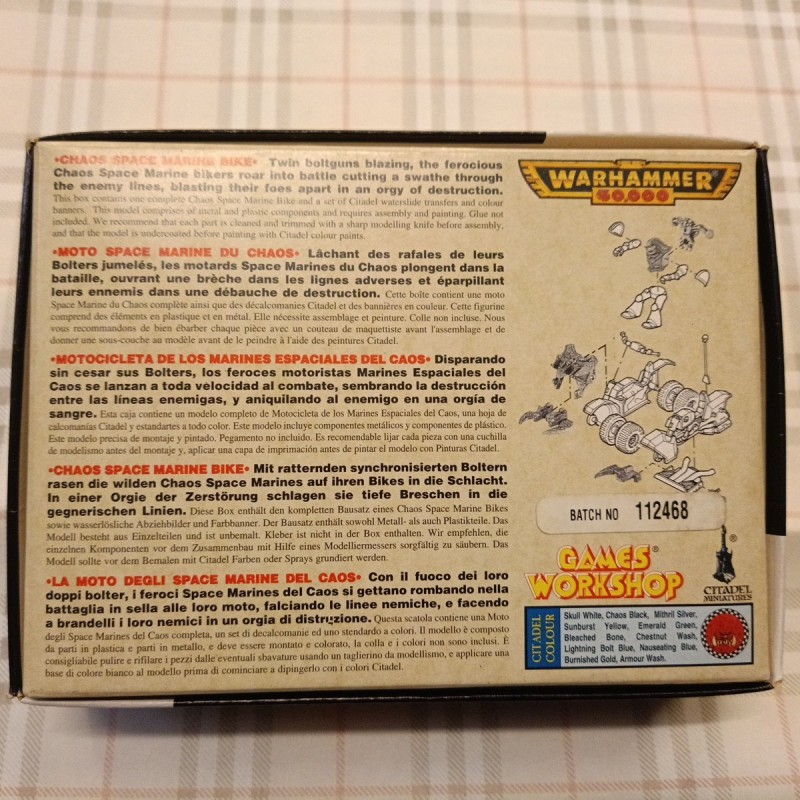 •CHAOS SPACE MARINE BIKE• Twin boltguns blazing, the ferocious
Chaos Space Marine bikers roar into battle cutting a swathe through
the enemy lines, blasting their foes apart in an orgy of destruction.
This box contains one complete Chaos Space Marine Bike and a set of Citadel waterslide transfers and colour
banners. This model comprises of metal and plastic components and requires assembly and painting. Glue not
included. We recommend that each part is cleaned and trimmed with a sharp modelling knife before assembly,
and that the model is undercoated before painting with Citadel colour paints.
•MOTO SPACE MARINE DU CHAOS• Lâchant des rafales de leurs
Bolters jumelés, les motards Space Marines du Chaos plongent dans la
bataille, ouvrant une brèche dans les lignes adverses et éparpillant
leurs ennemis dans une débauche de destruction. Cette boîte contient une moto
Space Marine du Chaos complète ainsi que des décalcomanies Citadel et des bannières en couleur. Cette figurine
comprend des éléments en plastique et en métal. Elle nécessite assemblage et peinture. Colle non incluse. Nous
vous recommandons de bien ébarber chaque pièce avec un couteau de maquettiste avant l'assemblage et de
donner une sous-couche au modèle avant de le peindre à l'aide des peintures Citadel.
•MOTOCICLETA DE LOS MARINES ESPACIALES DEL CAOS• Disparando
sin cesar sus Bolters, los feroces motoristas Marines Espaciales del
Caos se lanzan a toda velocidad al combate, sembrando la destrucción
entre las líneas enemigas, y aniquilando al enemigo en una orgía de
sangre. Esta caja contiene un modelo completo de Motocicleta de los Marines Espaciales del Caos, una hoja de
calcomanías Citadel y estandartes a todo color. Este modelo incluye componentes metálicos y componentes de plástico.
Este modelo precisa de montaje y pintado. Pegamento no incluido. Es recomendable lijar cada pieza con una cuchilla
de modelismo antes del montaje y, aplicar una capa de imprimación antes de pintar el modelo con Pinturas Citadel.
•CHAOS SPACE MARINE BIKE• Mit ratternden synchronisierten Boltern
rasen die wilden Chaos Space Marines auf ihren Bikes in die Schlacht.
In einer Orgie der Zerstörung schlagen sie tiefe Breschen in die
gegnerischen Linien. Diese Box enthält den kompletten Bausatz eines Chaos Space Marine Bikes
sowie wasserlösliche Abziehbilder und Farbbanner. Der Bausatz enthält sowohl Metall- als auch Plastikteile. Das
Modell besteht aus Einzelteilen und ist unbemalt. Kleber ist nicht in der Box enthalten. Wir empfehlen, die
einzelnen Komponenten vor dem Zusammenbau mit Hilfe eines Modelliermessers sorgfältig zu säubern. Das
Modell sollte vor dem Bemalen mit Citadel Farben oder Sprays grundiert werden.
•LA MOTO DEGLI SPACE MARINE DEL CAOS• Con il fuoco dei loro
doppi bolter, i feroci Space Marines del Caos si gettano rombando nella
battaglia in sella alle loro moto, falciando le linee nemiche, e facendo
a brandelli i loro nemici in un orgia di distruzione. Questa scatola contiene una Moto
degli Space Marines del Caos completa, un set di decalcomanie ed uno stendardo a colori. Il modello è composto
da parti in plastica e parti in metallo, e deve essere montato e colorato, la colla e i colori non sono inclusi. È
consigliabile pulire e rifilare i pezzi dalle eventuali sbavature usando un taglierino da modellismo, e applicare una
base di colore bianco al modello prima di cominciare a dipingerlo con i colori Citadel.
WARHAMMER
40,000
BATCH NO 112468
GAMES®
WORKSHOP
®
CITADEL
MINIATURES
CITADEL
COLOUR
Skull White, Chaos Black, Mithril Silver,
Sunburst Yellow, Emerald Green,
Bleached Bone, Chestnut Wash,
Lightning Bolt Blue, Nauseating Blue,
Burnished Gold, Armour Wash.